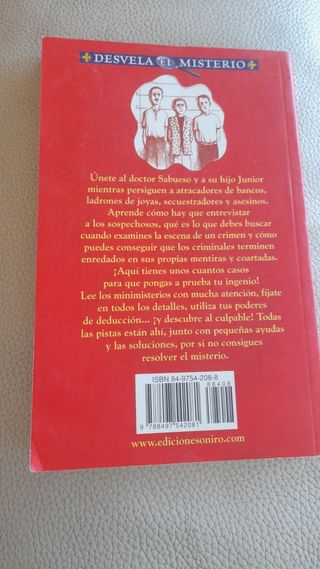 DESVELA EL MISTERIO
Únete al doctor Sabueso y a su hijo Junior
mientras persiguen a atracadores de bancos,
ladrones de joyas, secuestradores y asesinos.
Aprende cómo hay que entrevistar
a los sospechosos, qué es lo que debes buscar
cuando examines la escena de un crimen y cómo
puedes conseguir que los criminales terminen
enredados en sus propias mentiras y coartadas.
¡Aquí tienes unos cuantos casos
para que pongas a prueba tu ingenio!
Lee los minimisterios con mucha atención, fíjate
en todos los detalles, utiliza tus poderes
de deducción... ¡y descubre al culpable! Todas
las pistas están ahí, junto con pequeñas ayudas
y las soluciones, por si no consigues
resolver el misterio.
ISBN 84-9754-208-8
88408
9 788497 542081
www.edicionesoniro.com